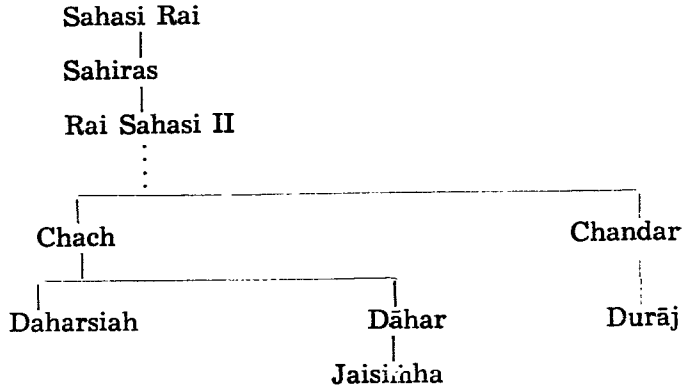 Sahasi Rai
Sahiras
Rai Sahasi II
Chach Chandar
Daharsiah Dāhar Durāj
Jaisiṁha